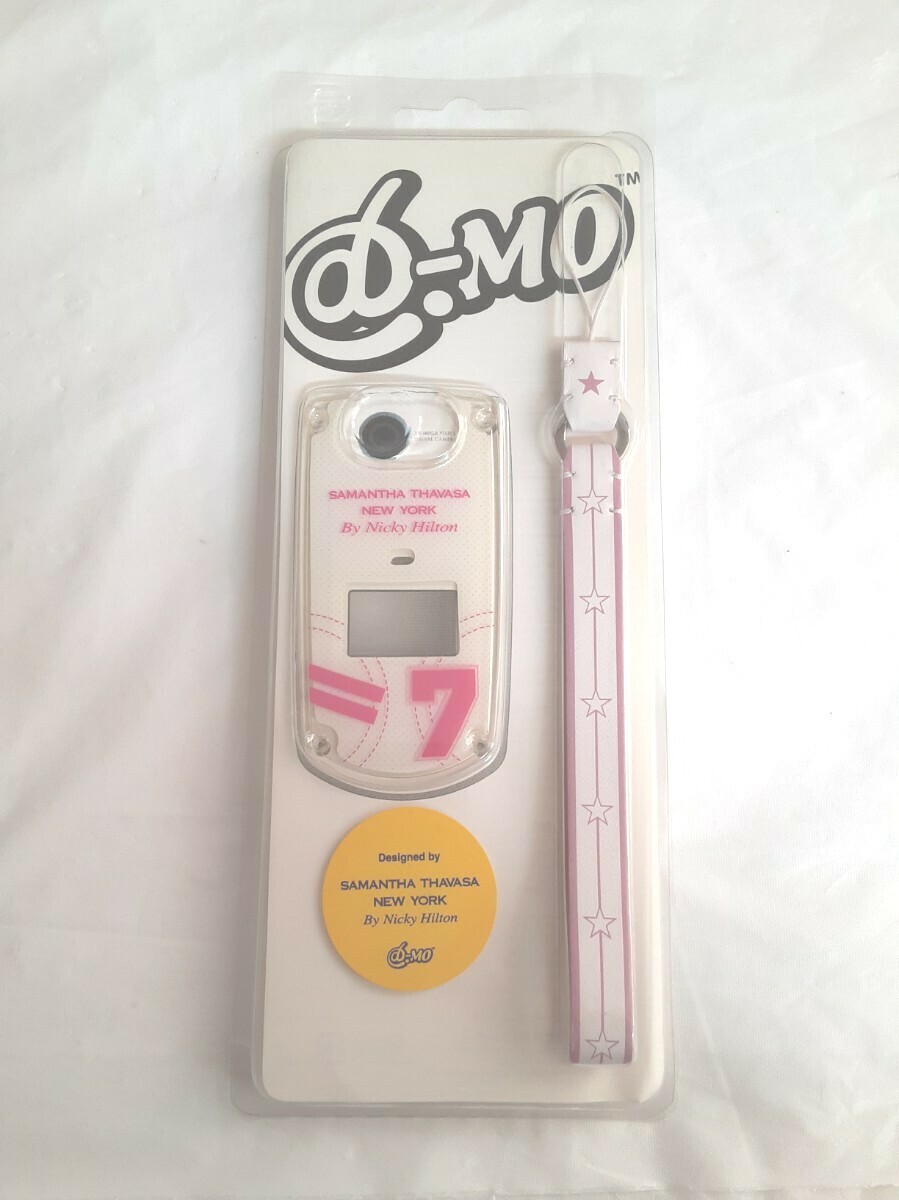 @-MO
TM
SAMANTHA THAVASA
NEW YORK
By Nicky Hilton
7
Designed by
SAMANTHA THAVASA
NEW YORK
By Nicky Hilton
@-MO